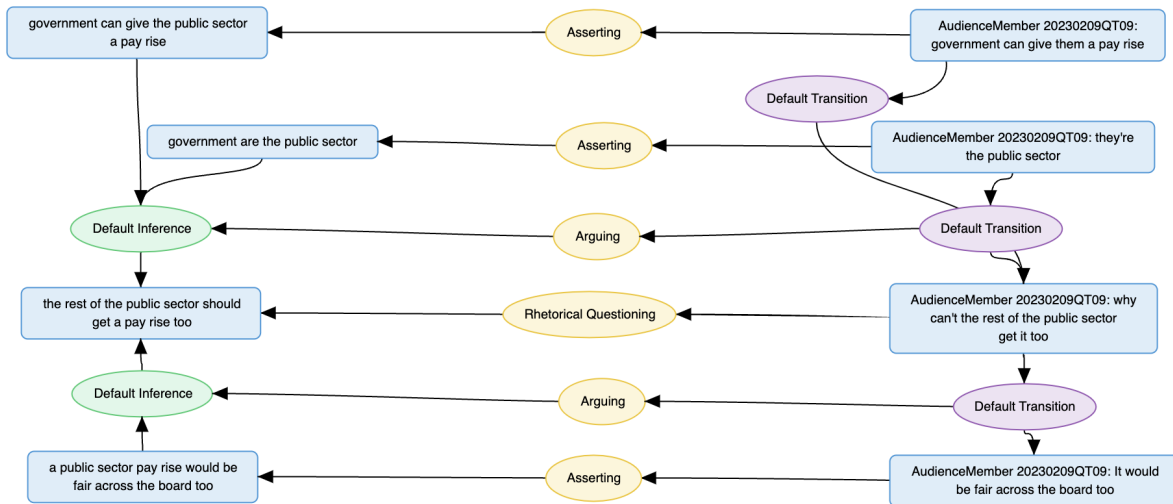 government can give the public sector
a pay rise
Asserting
AudienceMember 20230209QT09:
government can give them a pay rise
Default Transition
government are the public sector
Asserting
AudienceMember 20230209QT09: they're
the public sector
Default Inference
Arguing
Default Transition
the rest of the public sector should
get a pay rise too
Rhetorical Questioning
AudienceMember 20230209QT09: why
can't the rest of the public sector
get it too
Default Inference
Arguing
Default Transition
a public sector pay rise would be
fair across the board too
Asserting
AudienceMember 20230209QT09: It would
be fair across the board too